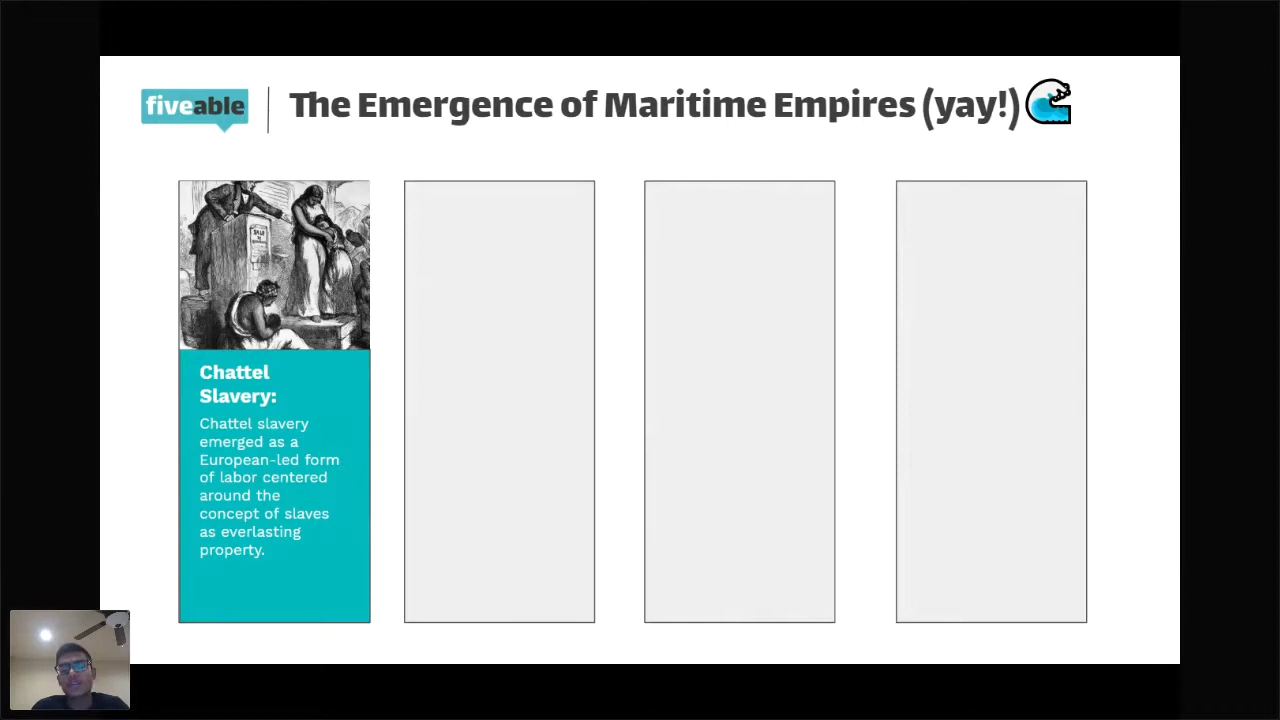 fiveable
The Emergence of Maritime Empires (yay!)
Chattel
Slavery:
Chattel slavery
emerged as a
European-led form
of labor centered
around the
concept of slaves
as everlasting
property.